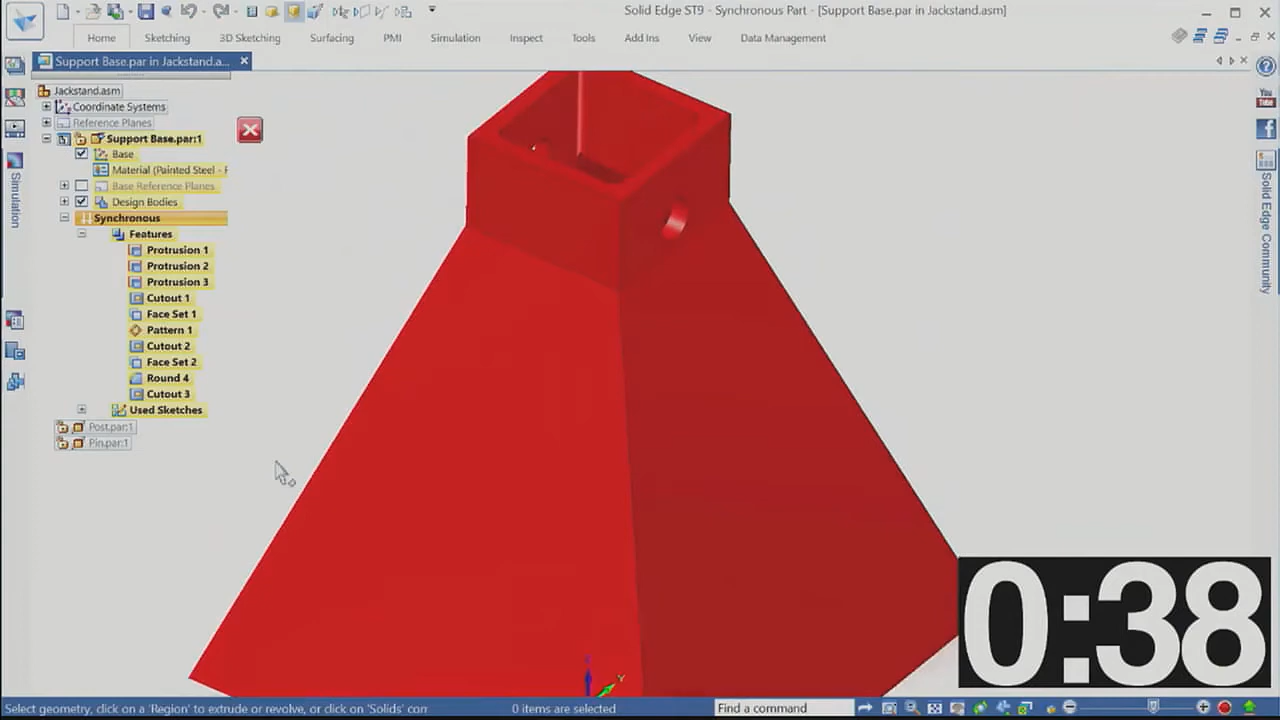 Solid Edge ST9 - Synchronous Part - [Support Base.par in Jackstand.asm]
Home Sketching 3D Sketching Surfacing PMI Simulation Inspect Tools Add Ins View Data Management
Support Base.par in Jackstand.a...
Jackstand.asm
Coordinate Systems
Reference Planes
Support Base.par:1
Base
Material (Painted Steel -
Base Reference Planes
Design Bodies
Synchronous
Features
Protrusion 1
Protrusion 2
Protrusion 3
Cutout 1
Face Set 1
Pattern 1
Cutout 2
Face Set 2
Round 4
Cutout 3
Used Sketches
Post.par:1
Pin.par:1
Simulation
You
Tube
Solid Edge Community
Y
0:38
Select geometry, click on a 'Region' to extrude or revolve, or click on 'Solids' con
0 items are selected
Find a command